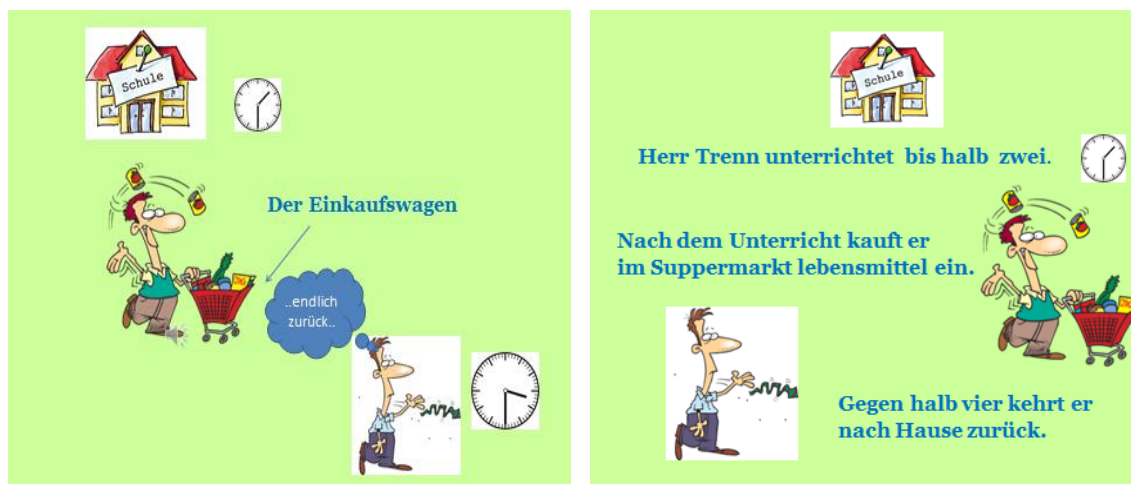 Schule
Der Einkaufswagen
..endlich
zurück..
Schule
Herr Trenn unterrichtet bis halb zwei.
Nach dem Unterricht kauft er
im Suppermarkt lebensmittel ein.
Gegen halb vier kehrt er
nach Hause zurück.